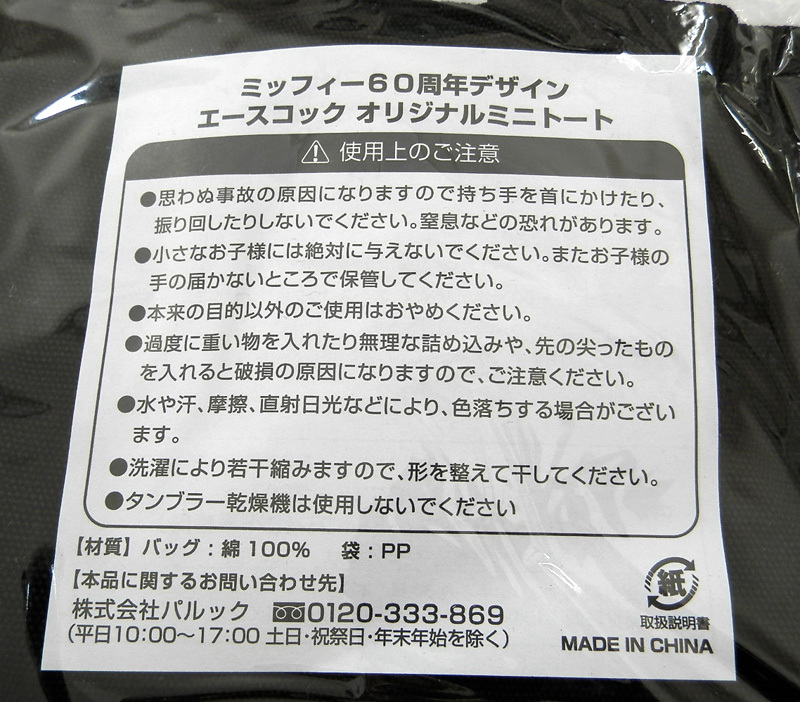 ミッフィー60周年デザイン
エースコック オリジナルミニトート
使用上のご注意
●思わぬ事故の原因になりますので持ち手を首にかけたり、
振り回したりしないでください。窒息などの恐れがあります。
●小さなお子様には絶対に与えないでください。またお子様の
手の届かないところで保管してください。
●本来の目的以外のご使用はおやめください。
●過度に重い物を入れたり無理な詰め込みや、先の尖ったもの
を入れると破損の原因になりますので、ご注意ください。
●水や汗、摩擦、直射日光などにより、色落ちする場合がござい
ます。
●洗濯により若干縮みますので、形を整えて干してください。
●タンブラー乾燥機は使用しないでください
【材質】バッグ：綿100% 袋：PP
【本品に関するお問い合わせ先】
株式会社パルック 0120-333-869
（平日10:00〜17:00 土日・祝祭日・年末年始を除く）
紙
取扱説明書
MADE IN CHINA